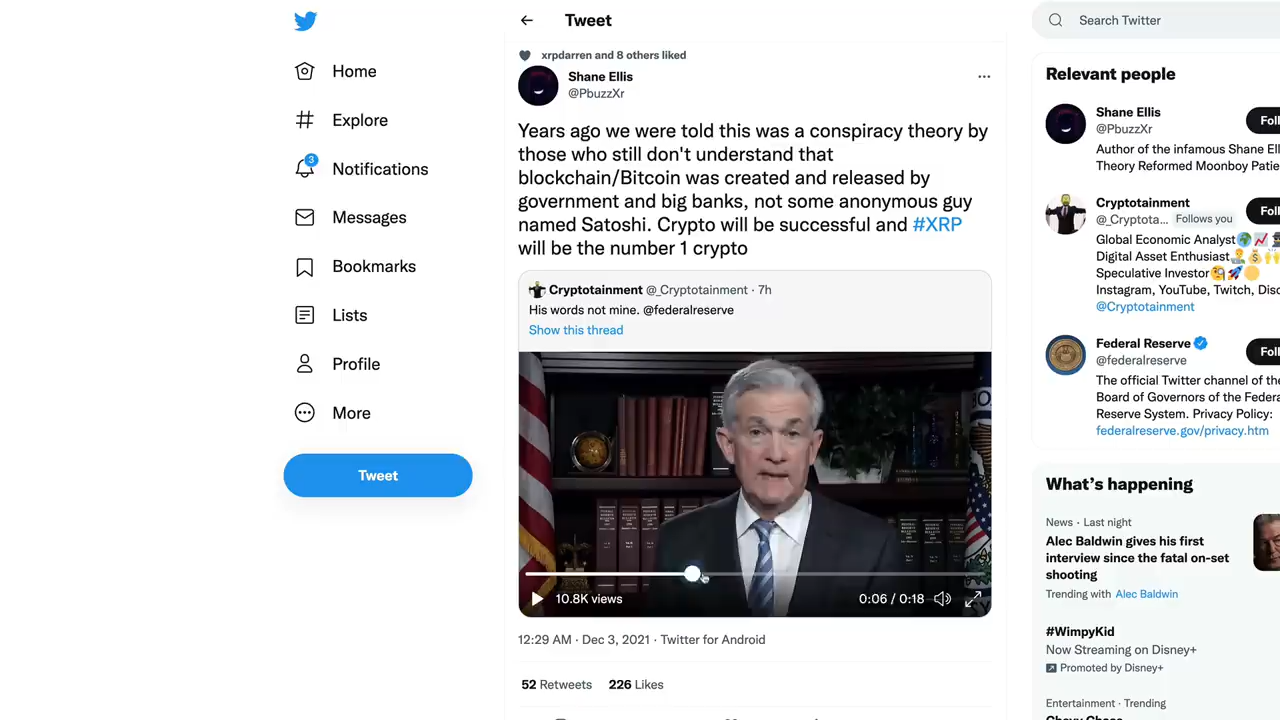 Home
Explore
3
Notifications
Messages
Bookmarks
Lists
Profile
More
Tweet
Tweet
xrpdarren and 8 others liked
Shane Ellis
@PbuzzXr
Years ago we were told this was a conspiracy theory by
those who still don't understand that
blockchain/Bitcoin was created and released by
government and big banks, not some anonymous guy
named Satoshi. Crypto will be successful and #XRP
will be the number 1 crypto
Cryptotainment @_Cryptotainment · 7h
His words not mine. @federalreserve
Show this thread
10.8K views
0:06 / 0:18
12:29 AM · Dec 3, 2021 · Twitter for Android
52 Retweets 226 Likes
Search Twitter
Relevant people
Shane Ellis
@PbuzzXr
Foll
Author of the infamous Shane Ell
Theory Reformed Moonboy Patie
Cryptotainment
@_Cryptota... Follows you
Foll
Global Economic Analyst
Digital Asset Enthusiast
Speculative Investor
Instagram, YouTube, Twitch, Disc
@Cryptotainment
Federal Reserve
@federalreserve
Foll
The official Twitter channel of the
Board of Governors of the Federa
Reserve System. Privacy Policy:
federalreserve.gov/privacy.htm
What's happening
News · Last night
Alec Baldwin gives his first
interview since the fatal on-set
shooting
Trending with Alec Baldwin
#WimpyKid
Now Streaming on Disney+
Promoted by Disney+
Entertainment · Trending